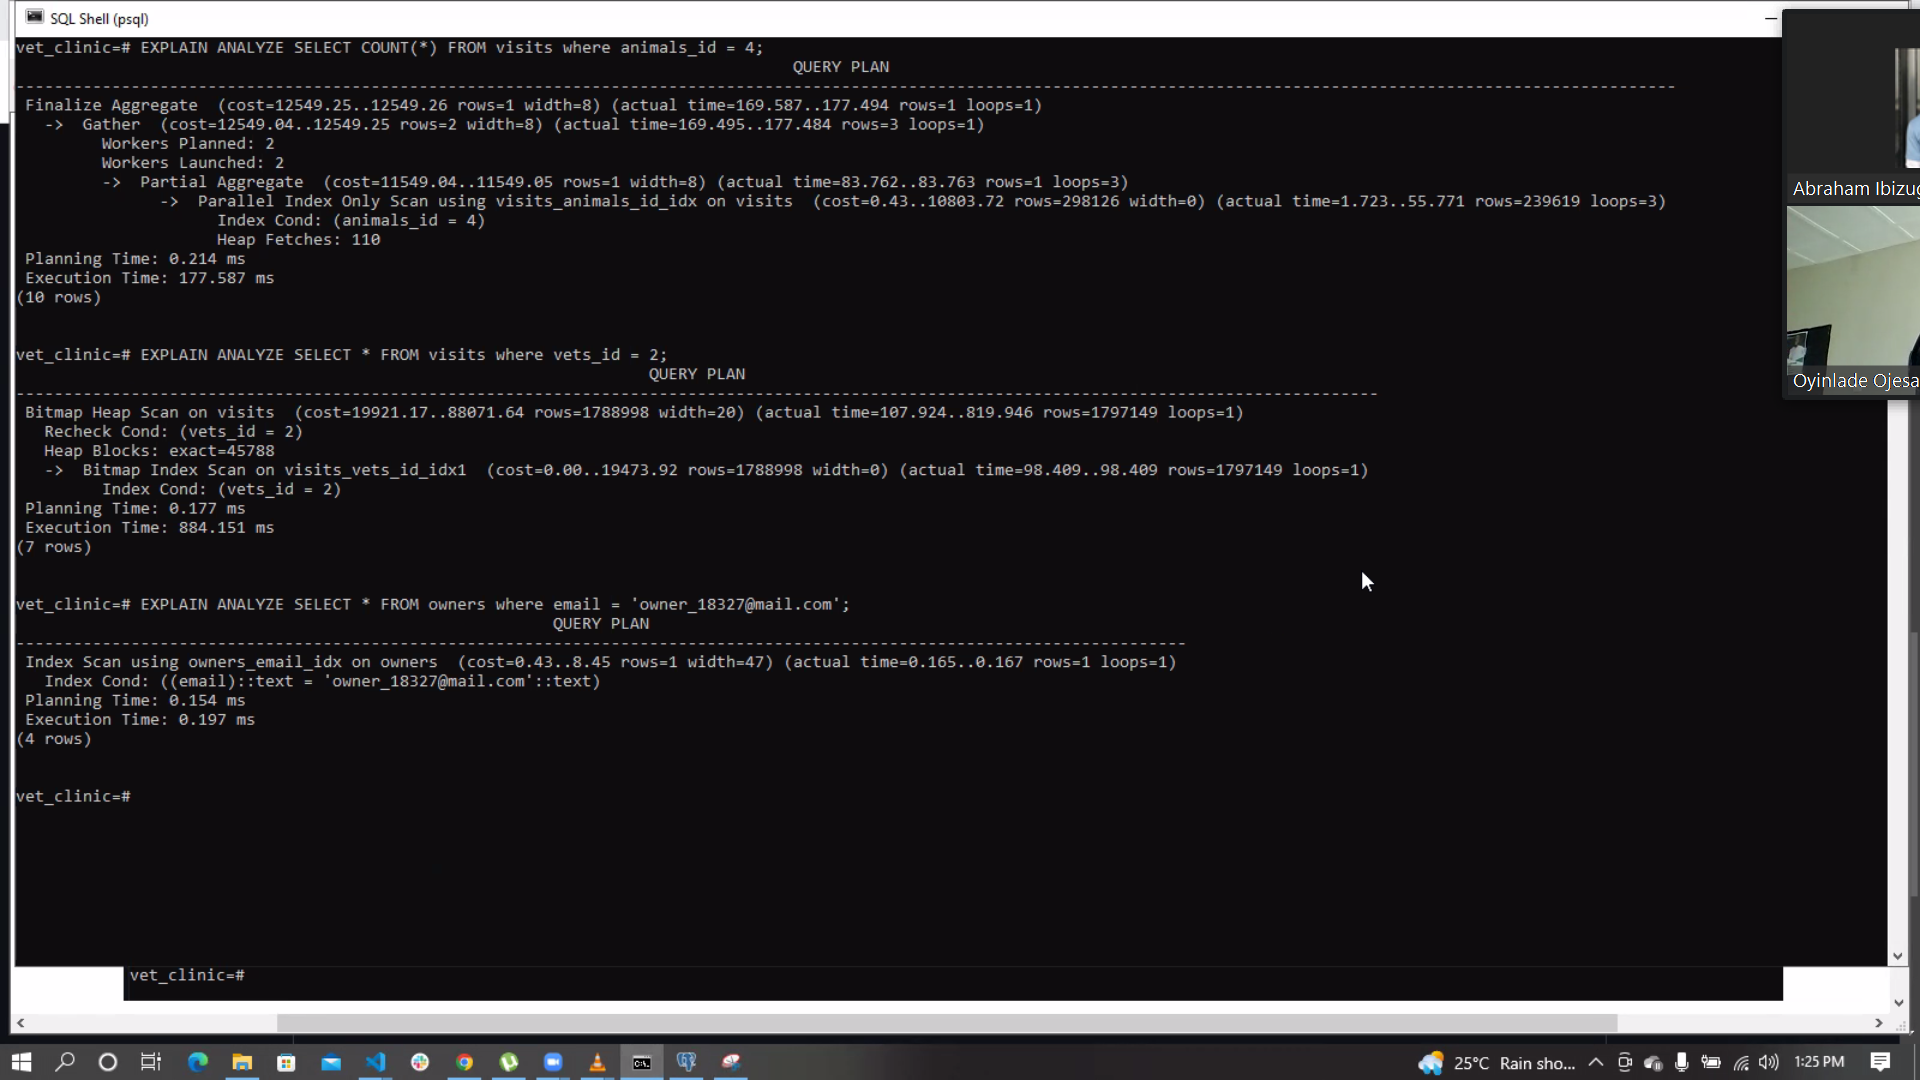 SQL Shell (psql)
vet_clinic=# EXPLAIN ANALYZE SELECT COUNT(*) FROM visits where animals_id = 4;
QUERY PLAN
-----------------------------------------------------------------------------------------------------------------------------------------------------------------------------
Finalize Aggregate  (cost=12549.25..12549.26 rows=1 width=8) (actual time=169.587..177.494 rows=1 loops=1)
->  Gather  (cost=12549.04..12549.25 rows=2 width=8) (actual time=169.495..177.484 rows=3 loops=1)
Workers Planned: 2
Workers Launched: 2
->  Partial Aggregate  (cost=11549.04..11549.05 rows=1 width=8) (actual time=83.762..83.763 rows=1 loops=3)
->  Parallel Index Only Scan using visits_animals_id_idx on visits  (cost=0.43..10803.72 rows=298126 width=0) (actual time=1.723..55.771 rows=239619 loops=3)
Index Cond: (animals_id = 4)
Heap Fetches: 110
Planning Time: 0.214 ms
Execution Time: 177.587 ms
(10 rows)
vet_clinic=# EXPLAIN ANALYZE SELECT * FROM visits where vets_id = 2;
QUERY PLAN
----------------------------------------------------------------------------------------------------------------------------------------------
Bitmap Heap Scan on visits  (cost=19921.17..88071.64 rows=1788998 width=20) (actual time=107.924..819.946 rows=1797149 loops=1)
Recheck Cond: (vets_id = 2)
Heap Blocks: exact=45788
->  Bitmap Index Scan on visits_vets_id_idx1  (cost=0.00..19473.92 rows=1788998 width=0) (actual time=98.409..98.409 rows=1797149 loops=1)
Index Cond: (vets_id = 2)
Planning Time: 0.177 ms
Execution Time: 884.151 ms
(7 rows)
vet_clinic=# EXPLAIN ANALYZE SELECT * FROM owners where email = 'owner_18327@mail.com';
QUERY PLAN
--------------------------------------------------------------------------------------------------------------------------
Index Scan using owners_email_idx on owners  (cost=0.43..8.45 rows=1 width=47) (actual time=0.165..0.167 rows=1 loops=1)
Index Cond: ((email)::text = 'owner_18327@mail.com'::text)
Planning Time: 0.154 ms
Execution Time: 0.197 ms
(4 rows)
vet_clinic=#
vet_clinic=#
Abraham Ibizug
Oyinlade Ojesa
25°C Rain sho... 1:25 PM